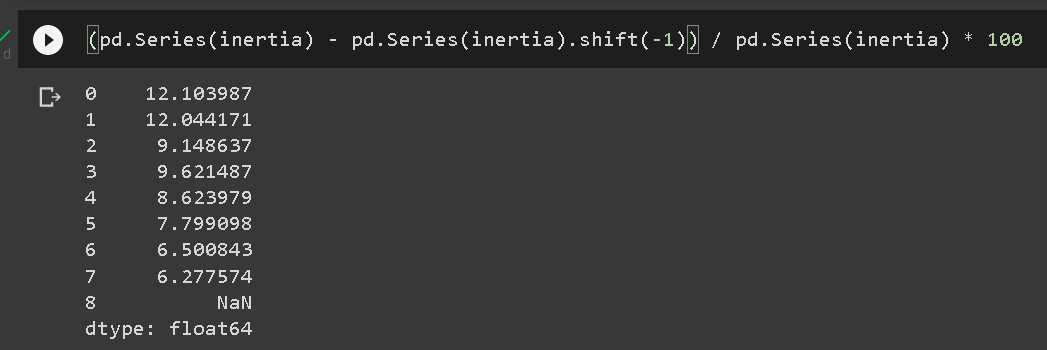 (pd.Series(inertia) - pd.Series(inertia).shift(-1)) / pd.Series(inertia) * 100
d
0 12.103987
1 12.044171
2 9.148637
3 9.621487
4 8.623979
5 7.799098
6 6.500843
7 6.277574
8 NaN
dtype: float64